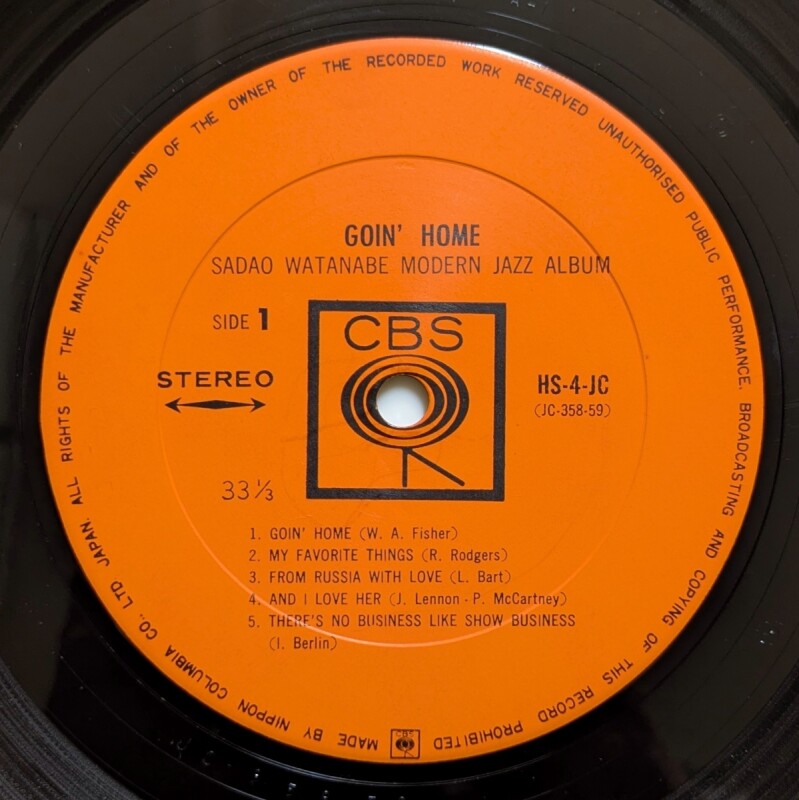 GOIN' HOME
SADAO WATANABE MODERN JAZZ ALBUM
SIDE 1
CBS
STEREO
HS-4-JC
(JC-358-59)
33 1/3
1. GOIN' HOME (W. A. Fisher)
2. MY FAVORITE THINGS (R. Rodgers)
3. FROM RUSSIA WITH LOVE (L. Bart)
4. AND I LOVE HER (J. Lennon - P. McCartney)
5. THERE'S NO BUSINESS LIKE SHOW BUSINESS
(I. Berlin)
MADE BY NIPPON COLUMBIA CO., LTD JAPAN. ALL RIGHTS OF THE MANUFACTURER AND OF THE OWNER OF THE RECORDED WORK RESERVED UNAUTHORISED PUBLIC PERFORMANCE, BROADCASTING AND COPYING OF THIS RECORD PROHIBITED
CBS